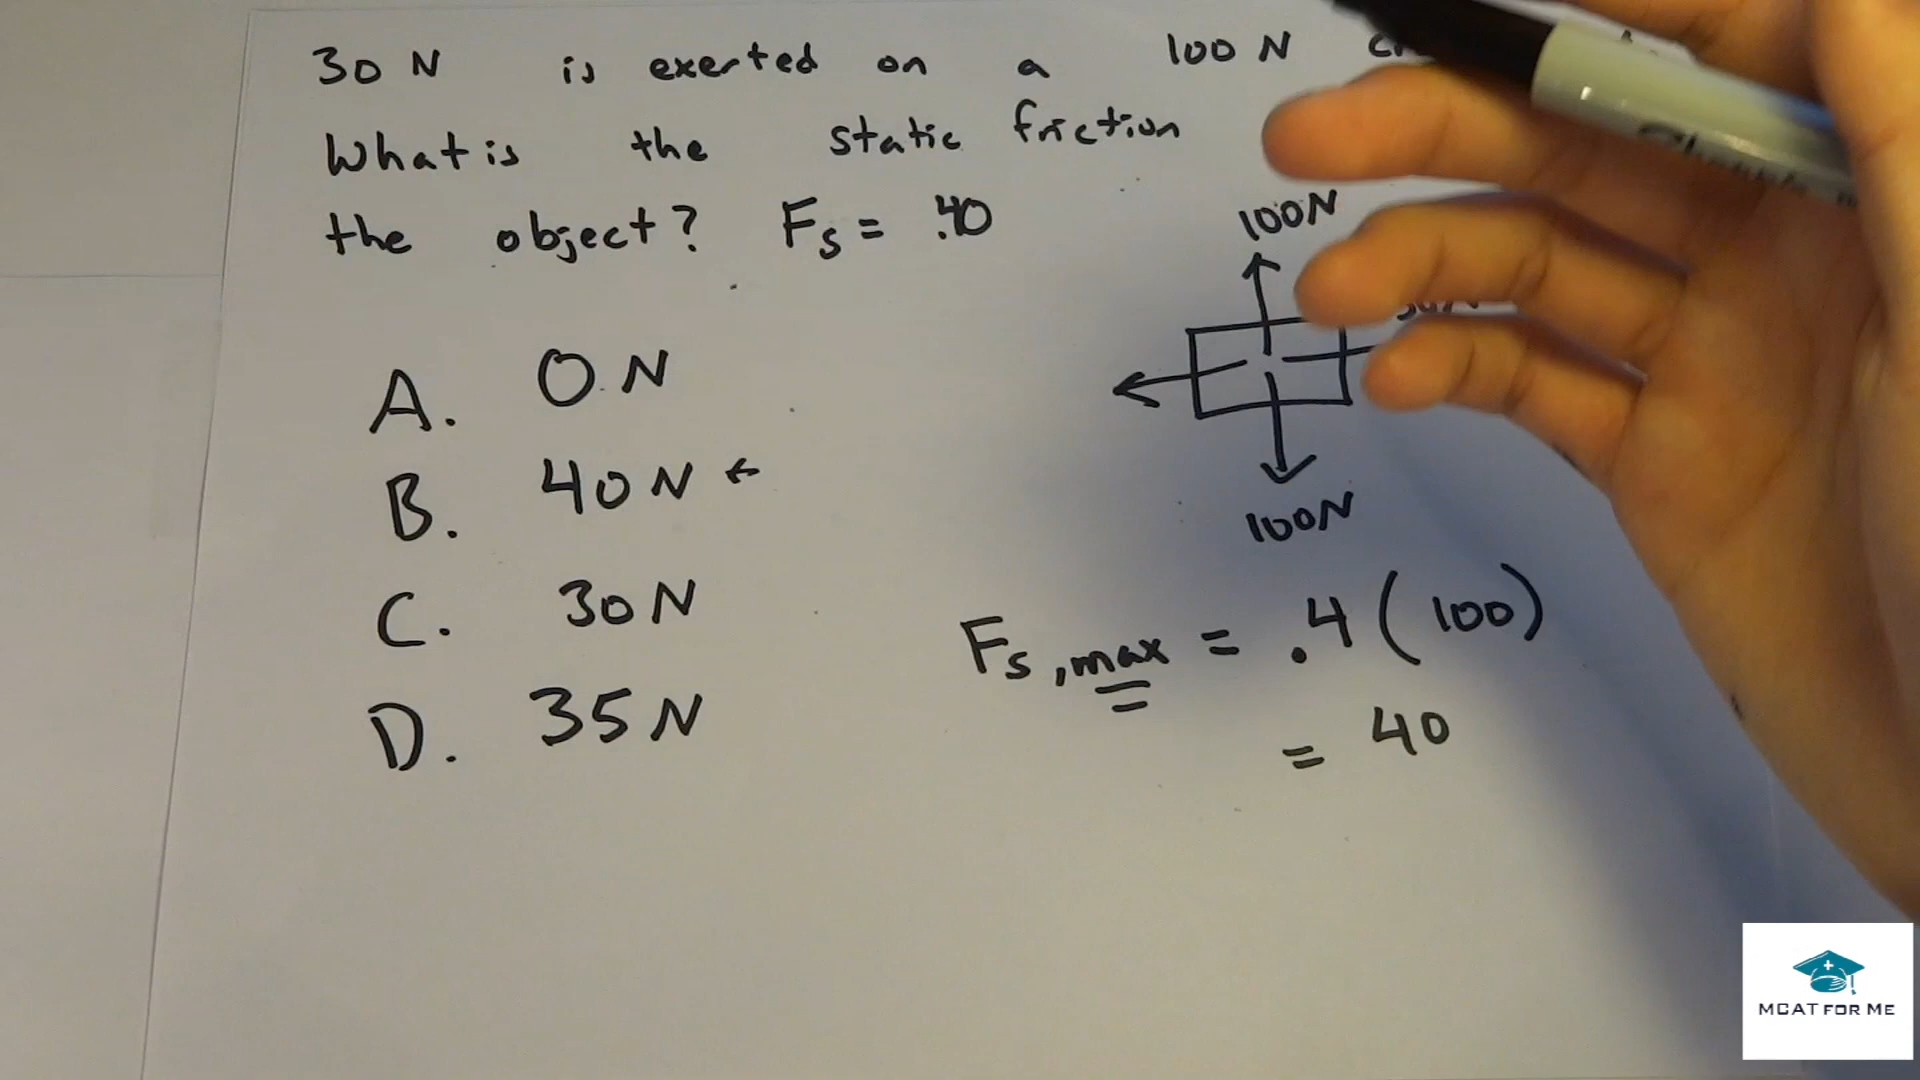 30 N is exerted on a 100 N
What is the static friction
the object? Fs = .40
A. 0 N
B. 40 N ←
C. 30 N
D. 35 N
100N
100N
Fs,max = .4 (100)
= 40
MCAT FOR ME